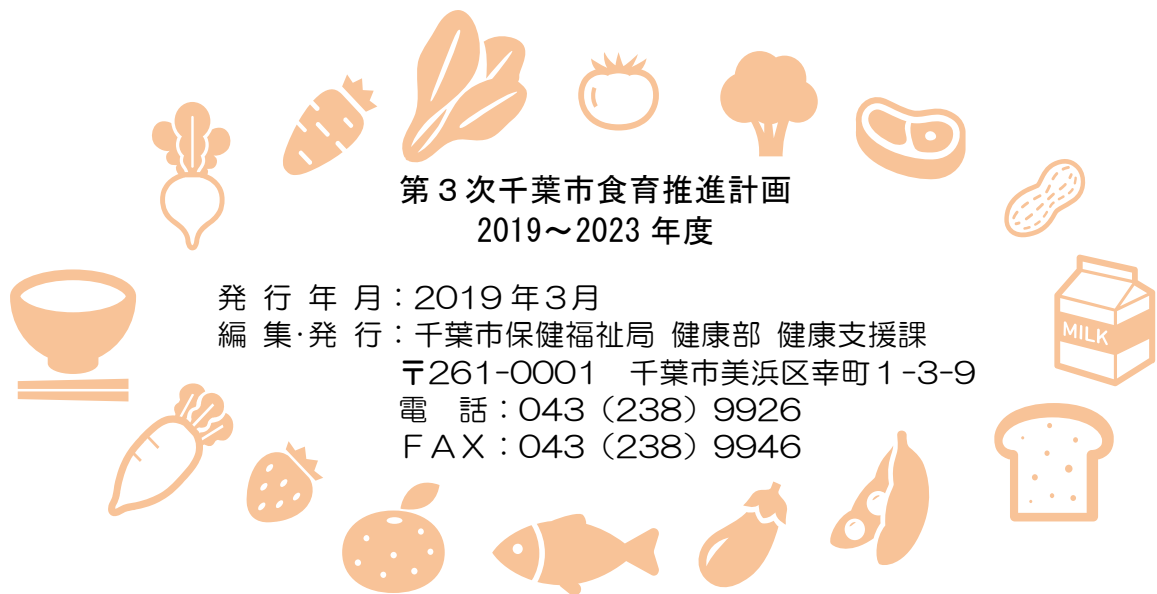 第３次千葉市食育推進計画
2019～2023 年度
発 行 年 月：2019 年３月
編 集･発 行：千葉市保健福祉局 健康部 健康支援課
〒261-0001　千葉市美浜区幸町１-3-9
電　話：043（238）9926
ＦＡＸ：043（238）9946
MILK